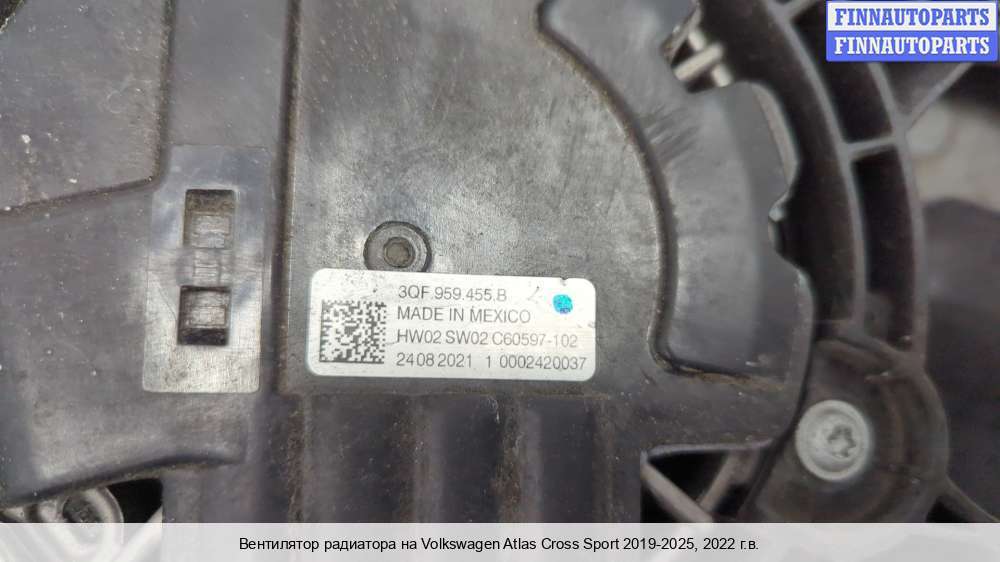 FINNAUTOPARTS
FINNAUTOPARTS
3QF.959.455.B
MADE IN MEXICO
HW02 SW02 C60597-102
24 08 2021 1 0002420037
Вентилятор радиатора на Volkswagen Atlas Cross Sport 2019-2025, 2022 г.в.